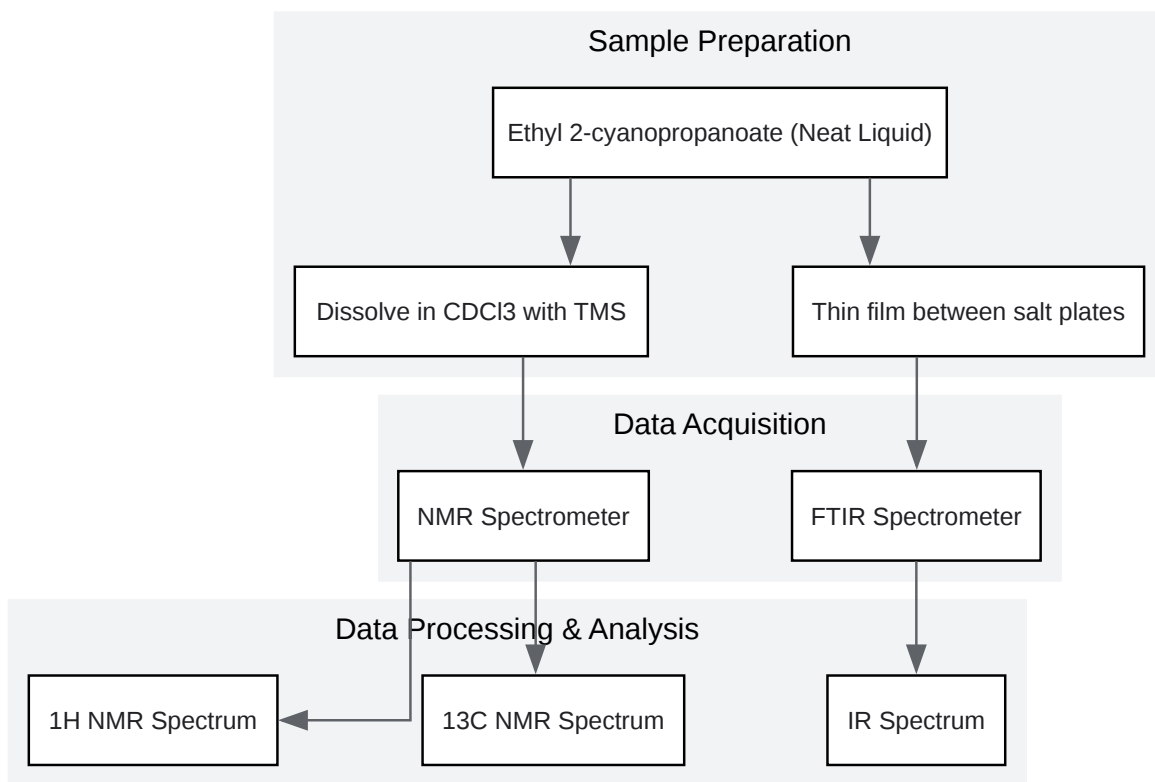 Sample Preparation
Ethyl 2-cyanopropanoate (Neat Liquid)
Dissolve in CDCl3 with TMS
Thin film between salt plates
Data Acquisition
NMR Spectrometer
FTIR Spectrometer
Data Processing & Analysis
1H NMR Spectrum
13C NMR Spectrum
IR Spectrum